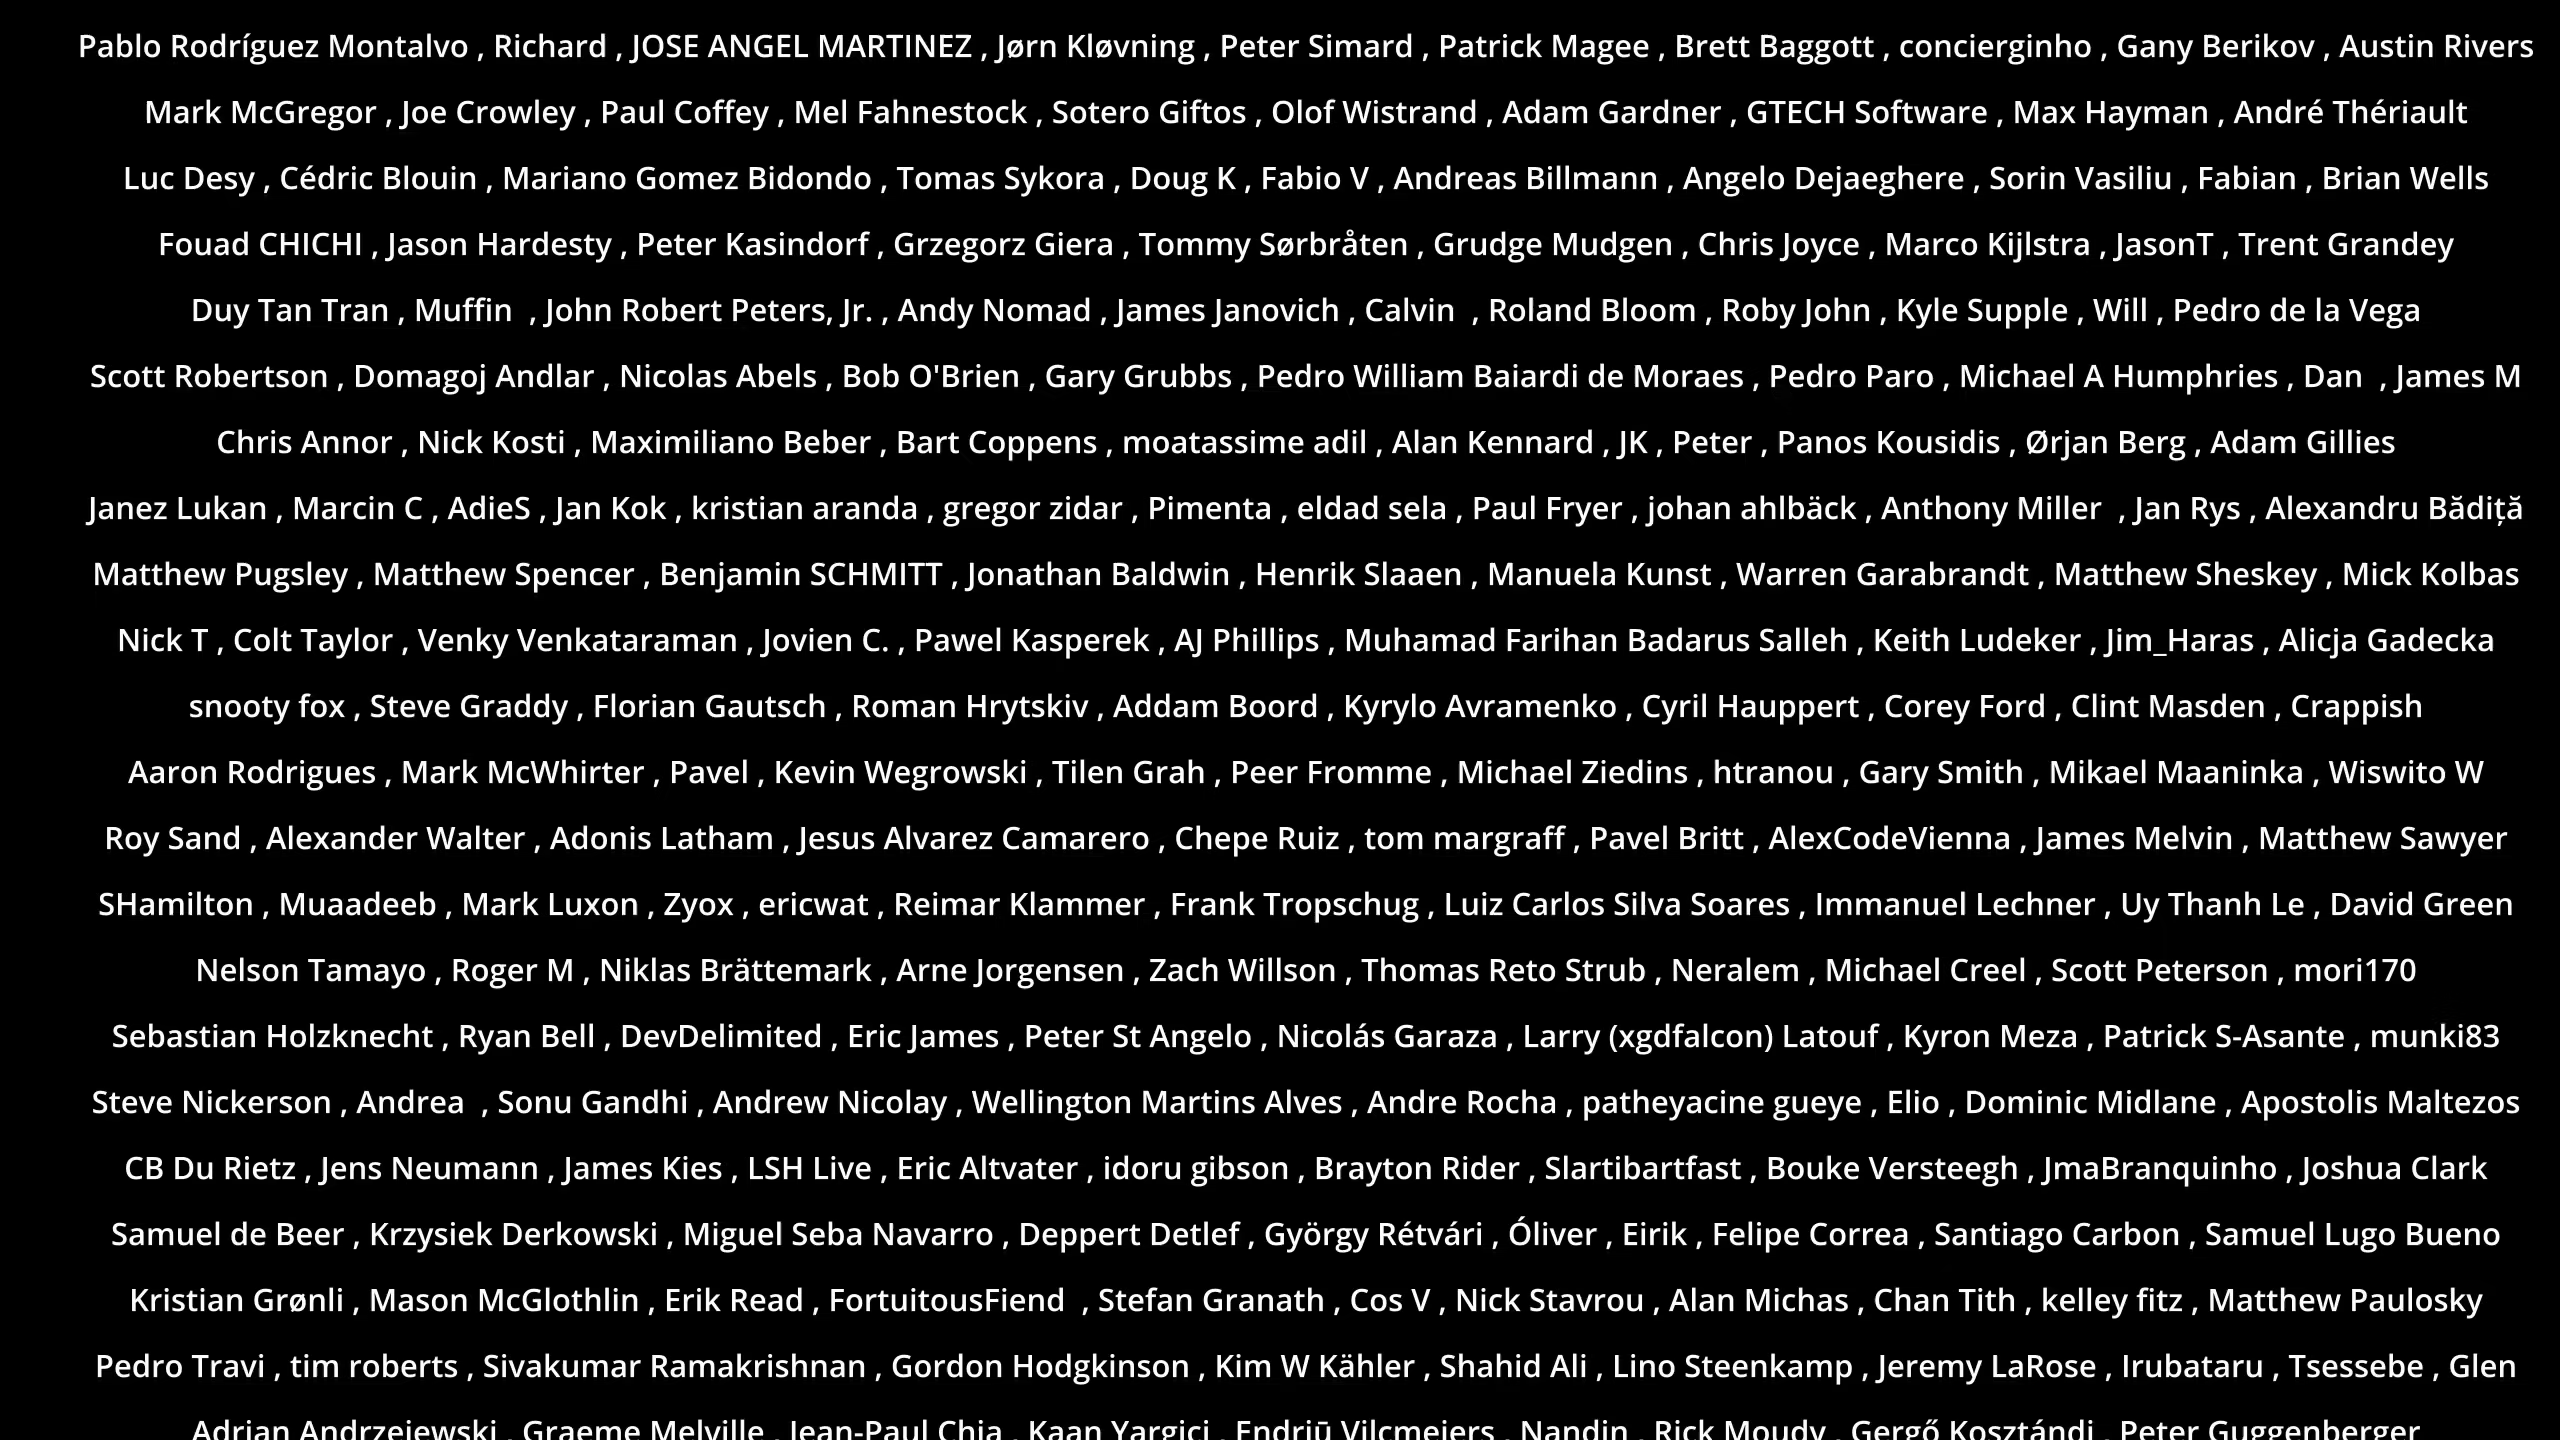 Pablo Rodríguez Montalvo , Richard , JOSE ANGEL MARTINEZ , Jørn Kløvning , Peter Simard , Patrick Magee , Brett Baggott , concierginho , Gany Berikov , Austin Rivers
Mark McGregor , Joe Crowley , Paul Coffey , Mel Fahnestock , Sotero Giftos , Olof Wistrand , Adam Gardner , GTECH Software , Max Hayman , André Thériault
Luc Desy , Cédric Blouin , Mariano Gomez Bidondo , Tomas Sykora , Doug K , Fabio V , Andreas Billmann , Angelo Dejaeghere , Sorin Vasiliu , Fabian , Brian Wells
Fouad CHICHI , Jason Hardesty , Peter Kasindorf , Grzegorz Giera , Tommy Sørbråten , Grudge Mudgen , Chris Joyce , Marco Kijlstra , JasonT , Trent Grandey
Duy Tan Tran , Muffin  , John Robert Peters, Jr. , Andy Nomad , James Janovich , Calvin  , Roland Bloom , Roby John , Kyle Supple , Will , Pedro de la Vega
Scott Robertson , Domagoj Andlar , Nicolas Abels , Bob O'Brien , Gary Grubbs , Pedro William Baiardi de Moraes , Pedro Paro , Michael A Humphries , Dan  , James M
Chris Annor , Nick Kosti , Maximiliano Beber , Bart Coppens , moatassime adil , Alan Kennard , JK , Peter , Panos Kousidis , Ørjan Berg , Adam Gillies
Janez Lukan , Marcin C , AdieS , Jan Kok , kristian aranda , gregor zidar , Pimenta , eldad sela , Paul Fryer , johan ahlbäck , Anthony Miller  , Jan Rys , Alexandru Bădiță
Matthew Pugsley , Matthew Spencer , Benjamin SCHMITT , Jonathan Baldwin , Henrik Slaaen , Manuela Kunst , Warren Garabrandt , Matthew Sheskey , Mick Kolbas
Nick T , Colt Taylor , Venky Venkataraman , Jovien C. , Pawel Kasperek , AJ Phillips , Muhamad Farihan Badarus Salleh , Keith Ludeker , Jim_Haras , Alicja Gadecka
snooty fox , Steve Graddy , Florian Gautsch , Roman Hrytskiv , Addam Boord , Kyrylo Avramenko , Cyril Hauppert , Corey Ford , Clint Masden , Crappish
Aaron Rodrigues , Mark McWhirter , Pavel , Kevin Wegrowski , Tilen Grah , Peer Fromme , Michael Ziedins , htranou , Gary Smith , Mikael Maaninka , Wiswito W
Roy Sand , Alexander Walter , Adonis Latham , Jesus Alvarez Camarero , Chepe Ruiz , tom margraff , Pavel Britt , AlexCodeVienna , James Melvin , Matthew Sawyer
SHamilton , Muaadeeb , Mark Luxon , Zyox , ericwat , Reimar Klammer , Frank Tropschug , Luiz Carlos Silva Soares , Immanuel Lechner , Uy Thanh Le , David Green
Nelson Tamayo , Roger M , Niklas Brättemark , Arne Jorgensen , Zach Willson , Thomas Reto Strub , Neralem , Michael Creel , Scott Peterson , mori170
Sebastian Holzknecht , Ryan Bell , DevDelimited , Eric James , Peter St Angelo , Nicolás Garaza , Larry (xgdfalcon) Latouf , Kyron Meza , Patrick S-Asante , munki83
Steve Nickerson , Andrea  , Sonu Gandhi , Andrew Nicolay , Wellington Martins Alves , Andre Rocha , patheyacine gueye , Elio , Dominic Midlane , Apostolis Maltezos
CB Du Rietz , Jens Neumann , James Kies , LSH Live , Eric Altvater , idoru gibson , Brayton Rider , Slartibartfast , Bouke Versteegh , JmaBranquinho , Joshua Clark
Samuel de Beer , Krzysiek Derkowski , Miguel Seba Navarro , Deppert Detlef , György Rétvári , Óliver , Eirik , Felipe Correa , Santiago Carbon , Samuel Lugo Bueno
Kristian Grønli , Mason McGlothlin , Erik Read , FortuitousFiend  , Stefan Granath , Cos V , Nick Stavrou , Alan Michas , Chan Tith , kelley fitz , Matthew Paulosky
Pedro Travi , tim roberts , Sivakumar Ramakrishnan , Gordon Hodgkinson , Kim W Kähler , Shahid Ali , Lino Steenkamp , Jeremy LaRose , Irubataru , Tsessebe , Glen
Adrian Andrzejewski , Graeme Melville , Jean-Paul Chia , Kaan Yargici , Endriū Vilcmeiers , Nandin , Rick Moudy , Gergő Kosztándi , Peter Guggenberger